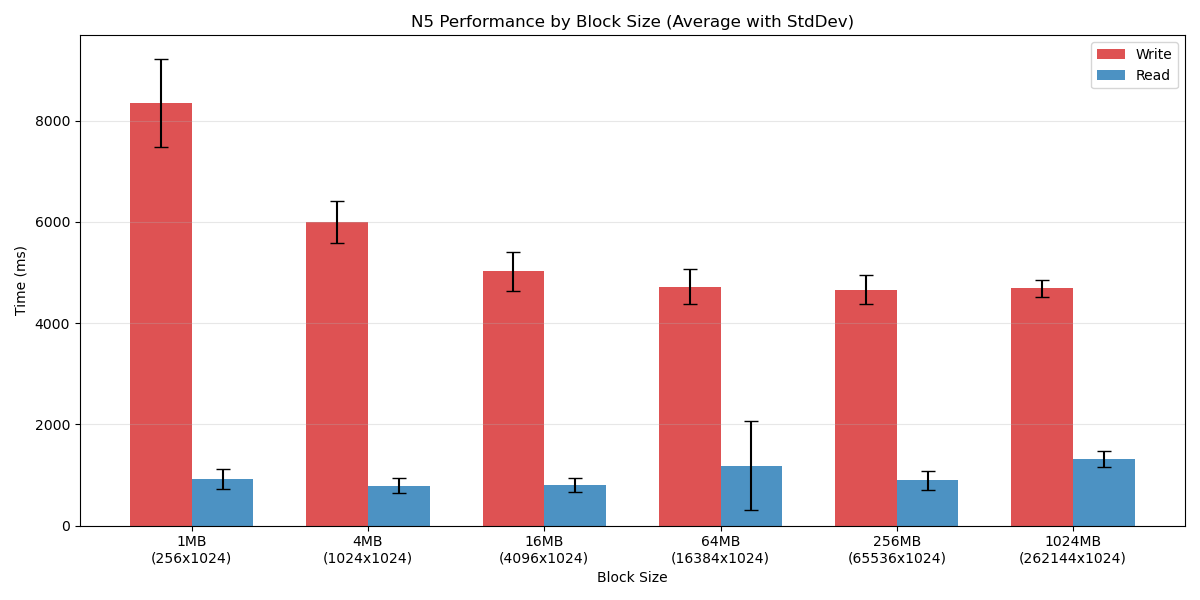 N5 Performance by Block Size (Average with StdDev)
Write
Read
Time (ms)
8000
6000
4000
2000
0
1MB
(256x1024)
4MB
(1024x1024)
16MB
(4096x1024)
64MB
(16384x1024)
256MB
(65536x1024)
1024MB
(262144x1024)
Block Size